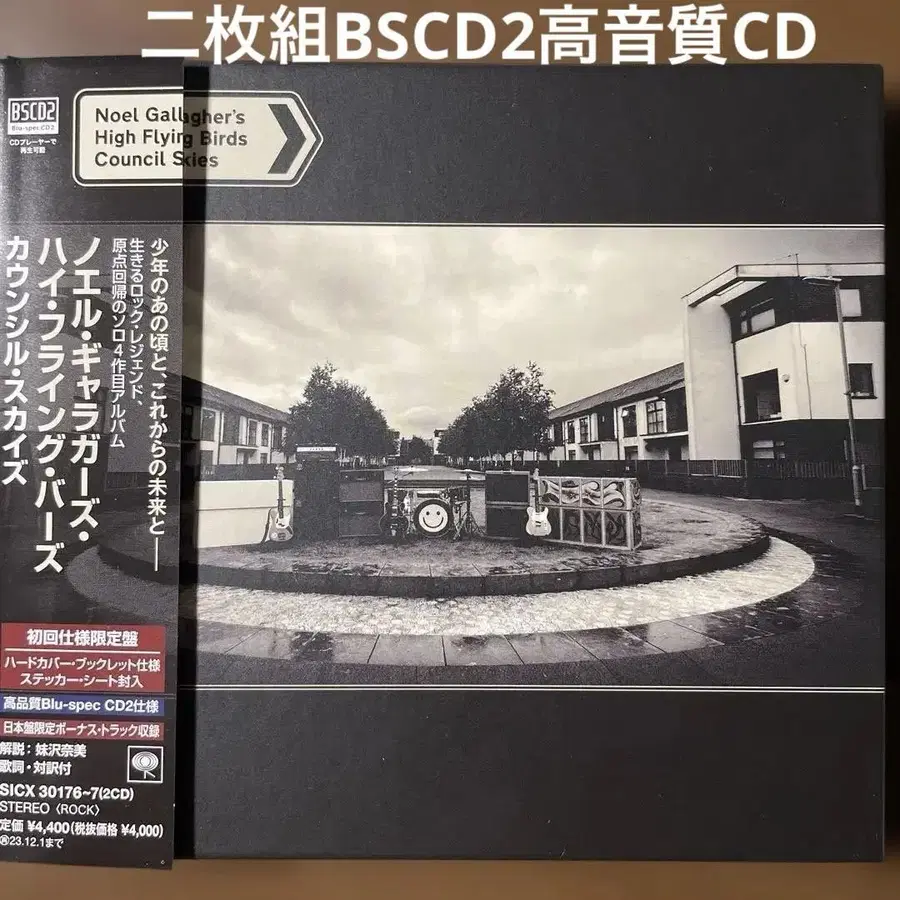 二枚組BSCD2高音質CD
BSCD2
Blu-spec CD2
CDプレーヤーで
再生可能
Noel Gallagher's
High Flying Birds
Council Skies
少年のあの頃と、これからの未来と――
生きるロック・レジェンド、
原点回帰のソロ4作目アルバム
ノエル・ギャラガーズ・
ハイ・フライング・バーズ
カウンシル・スカイズ
初回仕様限定盤
ハードカバー・ブックレット仕様
ステッカー・シート封入
高品質Blu-spec CD2仕様
日本盤限定ボーナス・トラック収録
解説：妹沢奈美
歌詞・対訳付
SICX 30176~7(2CD)
STEREO〈ROCK〉
定価 ¥4,400(税抜価格 ¥4,000)
23.12.1まで